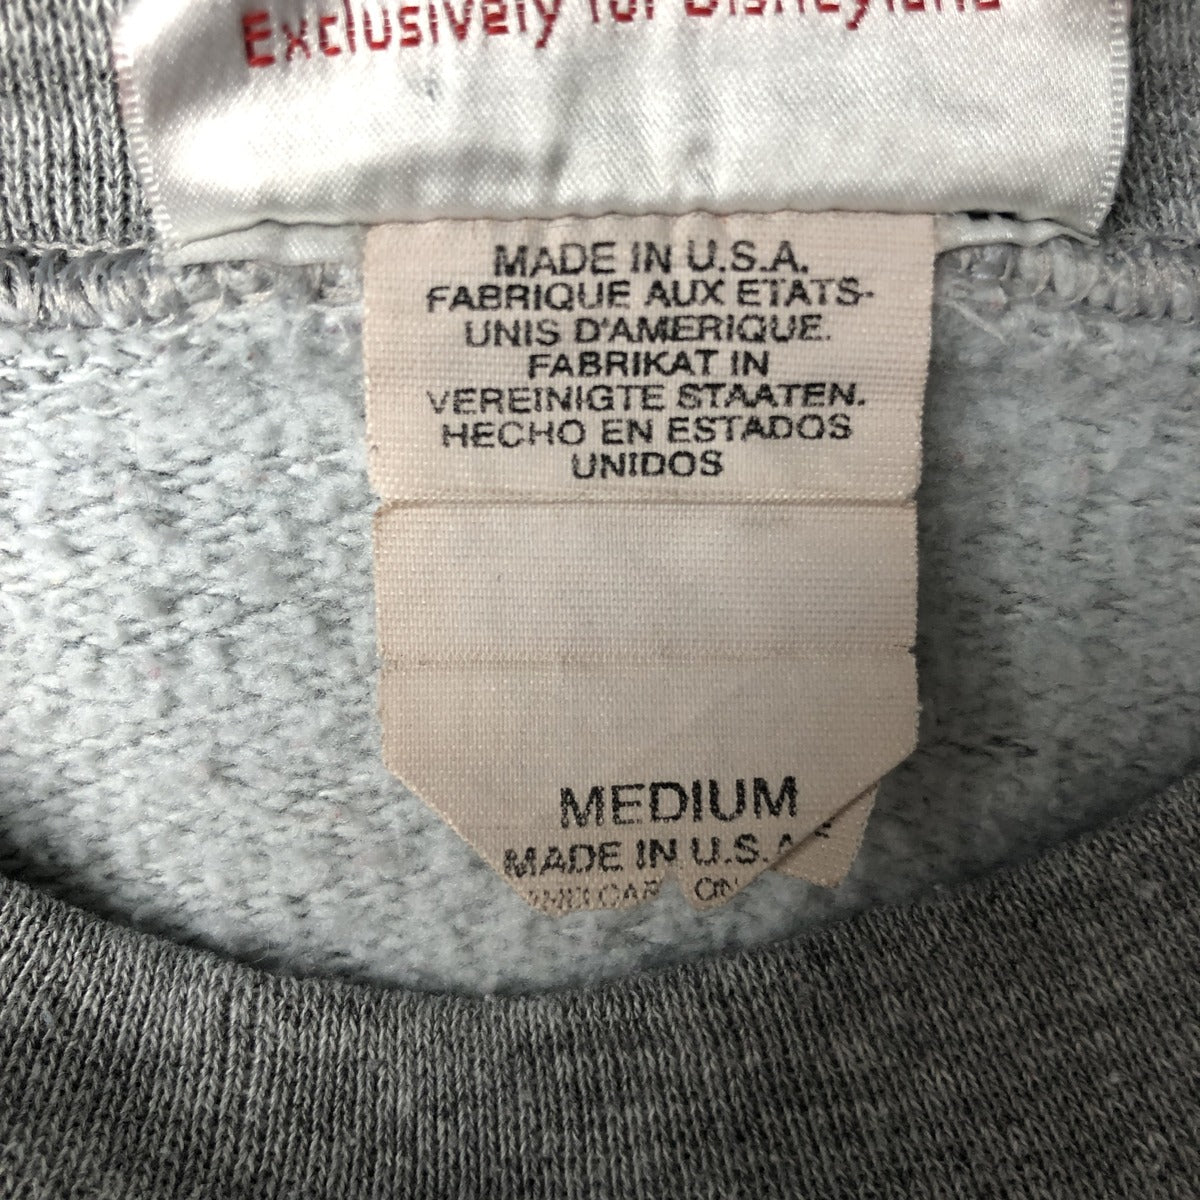 Exclusively for Disneyland
MADE IN U.S.A.
FABRIQUE AUX ETATS-
UNIS D'AMERIQUE.
FABRIKAT IN
VEREINIGTE STAATEN.
HECHO EN ESTADOS
UNIDOS
MEDIUM
MADE IN U.S.A
ON